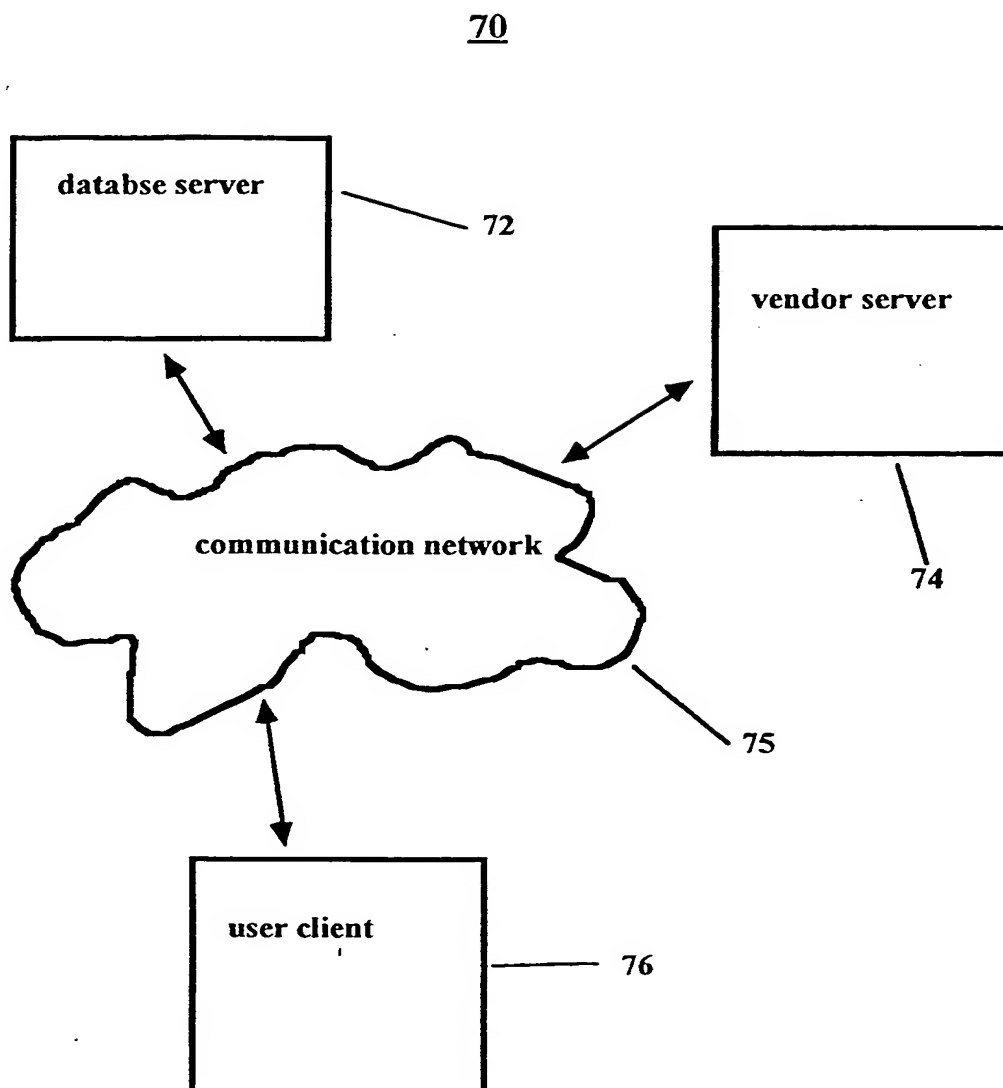 70
databse server
72
vendor server
74
communication network
75
user client
76